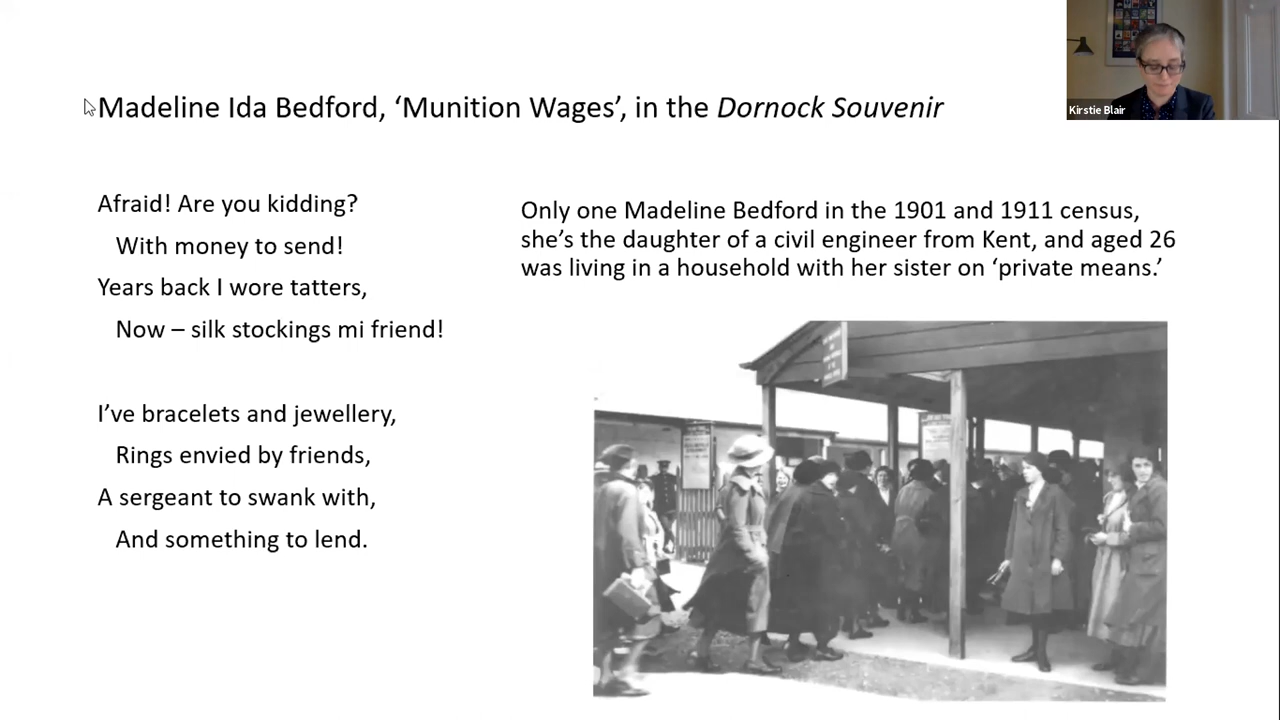 Kirstie Blair
Madeline Ida Bedford, ‘Munition Wages’, in the Dornock Souvenir
Afraid! Are you kidding?
With money to send!
Years back I wore tatters,
Now – silk stockings mi friend!
I’ve bracelets and jewellery,
Rings envied by friends,
A sergeant to swank with,
And something to lend.
Only one Madeline Bedford in the 1901 and 1911 census,
she’s the daughter of a civil engineer from Kent, and aged 26
was living in a household with her sister on ‘private means.’